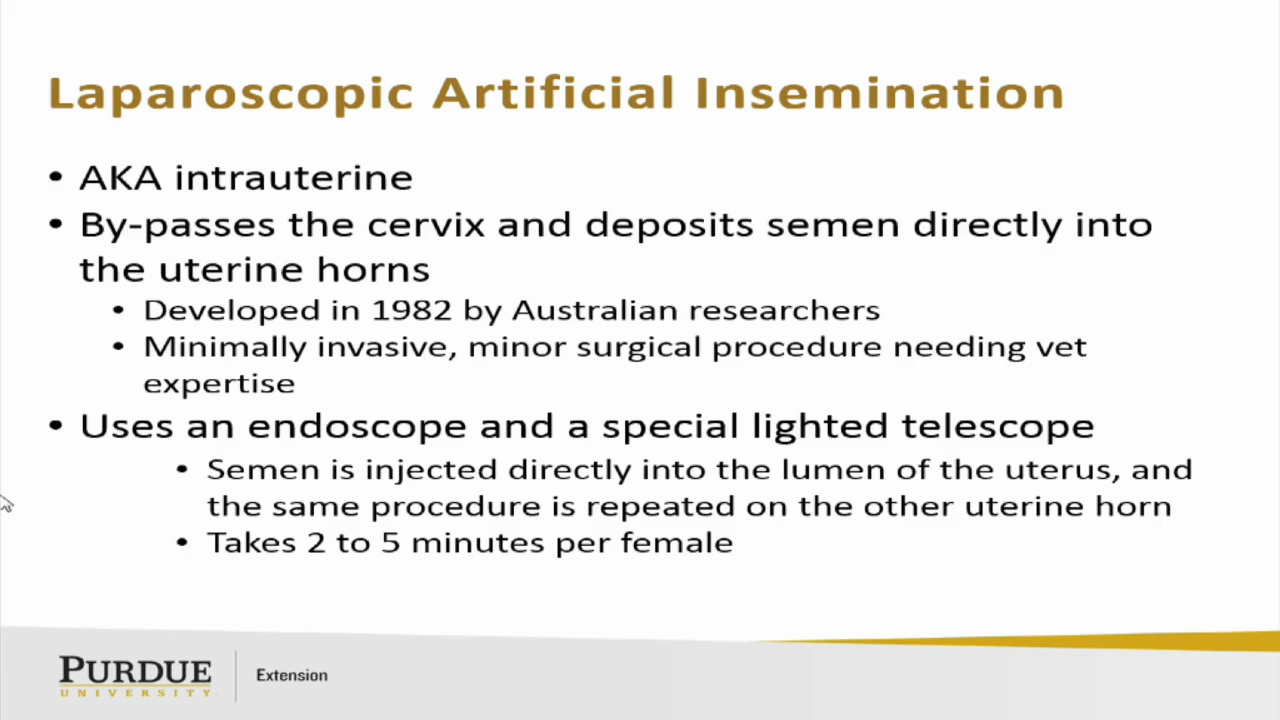 Laparoscopic Artificial Insemination
• AKA intrauterine
• By-passes the cervix and deposits semen directly into
the uterine horns
• Developed in 1982 by Australian researchers
• Minimally invasive, minor surgical procedure needing vet
expertise
• Uses an endoscope and a special lighted telescope
• Semen is injected directly into the lumen of the uterus, and
the same procedure is repeated on the other uterine horn
• Takes 2 to 5 minutes per female
PURDUE
UNIVERSITY.
Extension